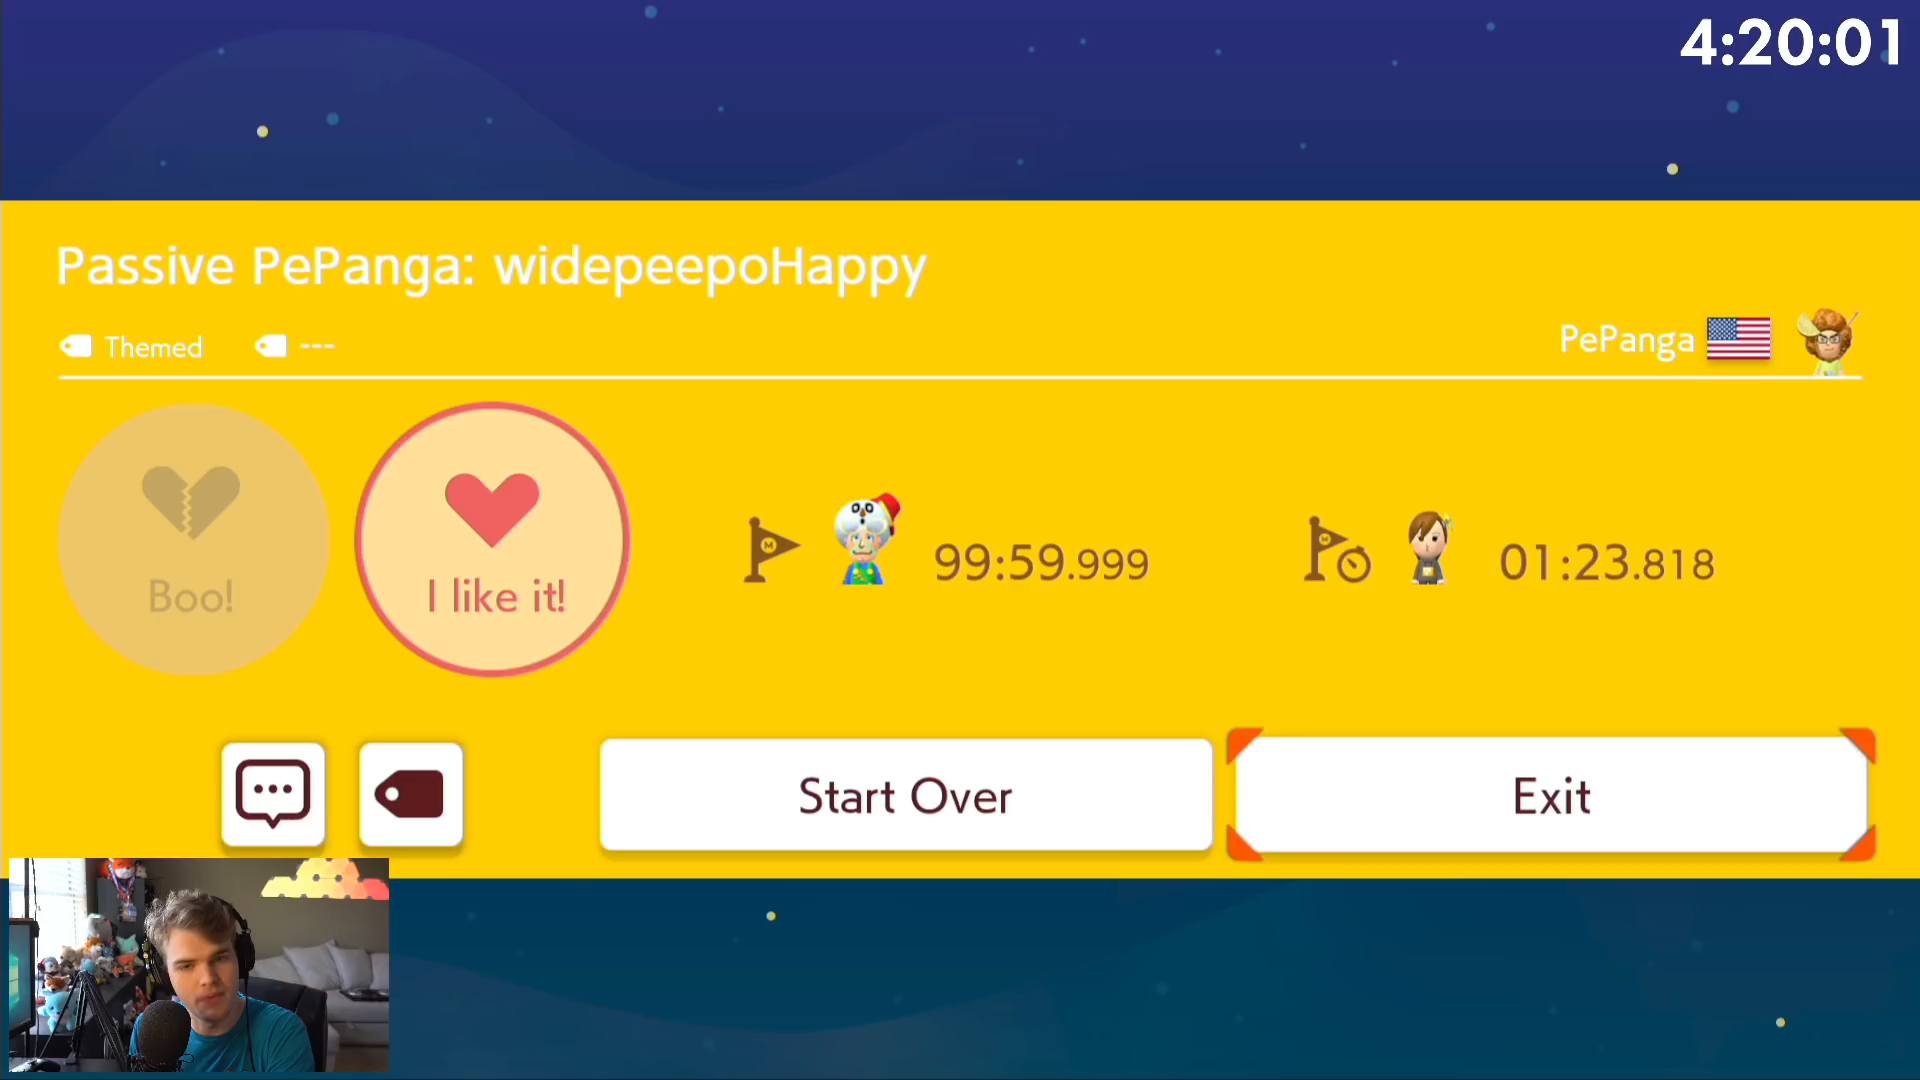 4:20:01
Passive PePanga: widepeepoHappy
Themed ---
PePanga
Boo!
I like it!
M 99:59.999
M 01:23.818
Start Over
Exit